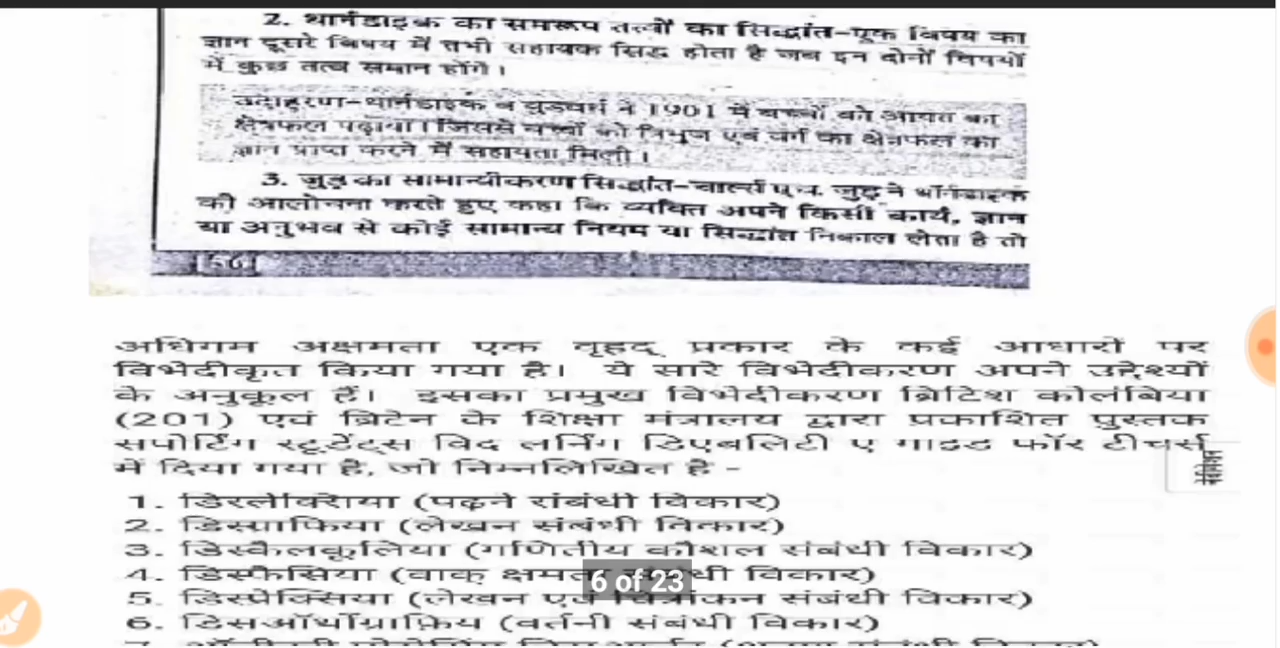 2. थार्नडाइक का समरूप तत्वों का सिद्धांत–एक विषय का
ज्ञान दूसरे विषय में तभी सहायक सिद्ध होता है जब इन दोनों विषयों
में कुछ तत्व समान होंगे।
उदाहरण–थार्नडाइक व वुडवर्थ ने 1901 में बच्चों को आयत का
क्षेत्रफल पढ़ाया। जिससे बच्चों को त्रिभुज एवं वर्ग का क्षेत्रफल का
ज्ञान प्राप्त करने में सहायता मिली।
3. जुड का सामान्यीकरण सिद्धांत–चार्ल्स एच. जुड ने थॉर्नडाइक
की आलोचना करते हुए कहा कि व्यक्ति अपने किसी कार्य, ज्ञान
या अनुभव से कोई सामान्य नियम या सिद्धांत निकाल लेता है तो
अधिगम अक्षमता एक वृहद् प्रकार के कई आधारों पर
विभेदीकृत किया गया है। ये सारे विभेदीकरण अपने उद्देश्यों
के अनुकूल हैं। इसका प्रमुख विभेदीकरण ब्रिटिश कोलंबिया
(201) एवं ब्रिटेन के शिक्षा मंत्रालय द्वारा प्रकाशित पुस्तक
सपोर्टिंग स्टूडेंट्स विद लर्निंग डिएबलिटी ए गाइड फॉर टीचर्स
में दिया गया है, जो निम्नलिखित है -
1. डिस्लेक्सिया (पढ़ने संबंधी विकार)
2. डिस्ग्राफिया (लेखन संबंधी विकार)
3. डिस्कैलकूलिया (गणितीय कौशल संबंधी विकार)
4. डिस्फैसिया (वाक् क्षमता संबंधी विकार)
5. डिस्प्रेक्सिया (लेखन एवं चित्रांकन संबंधी विकार)
6. डिसऑर्थोग्राफ़िय (वर्तनी संबंधी विकार)
6 of 23